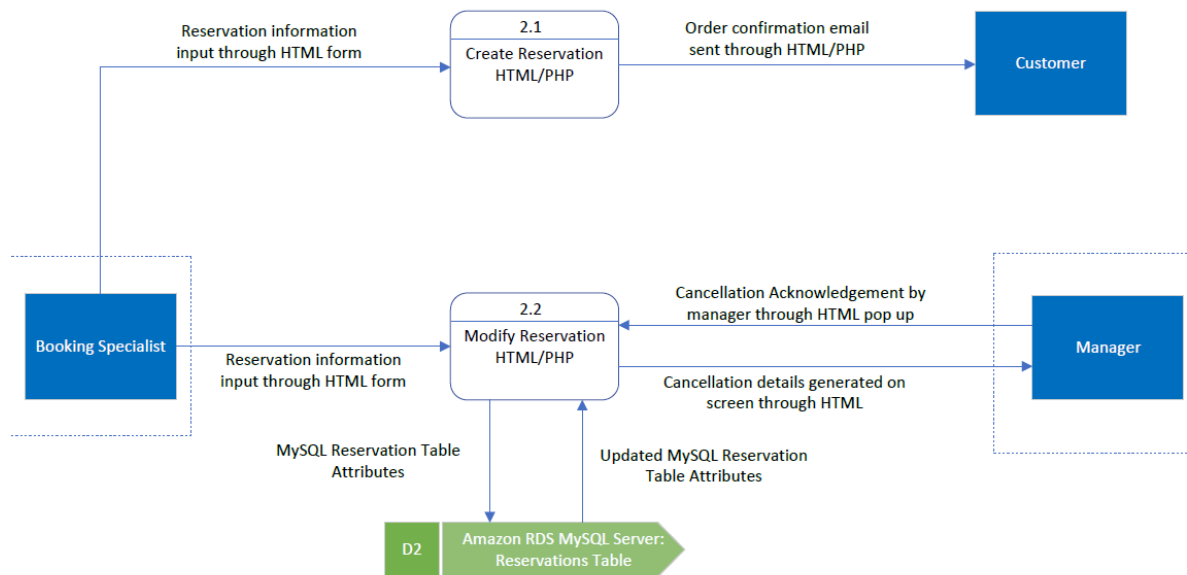 Reservation information
input through HTML form
2.1
Create Reservation
HTML/PHP
Order confirmation email
sent through HTML/PHP
Customer
Booking Specialist
Reservation information
input through HTML form
2.2
Modify Reservation
HTML/PHP
Cancellation Acknowledgement by
manager through HTML pop up
Cancellation details generated on
screen through HTML
Manager
MySQL Reservation Table
Attributes
Updated MySQL Reservation
Table Attributes
D2
Amazon RDS MySQL Server:
Reservations Table